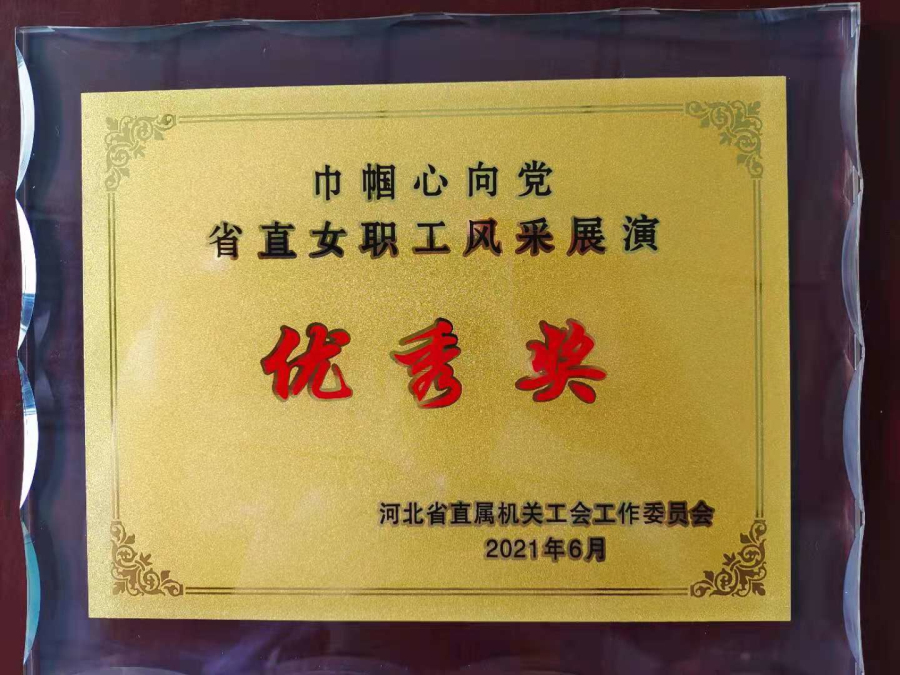 巾帼心向党
省直女职工风采展演
优秀奖
河北省直属机关工会工作委员会
2021年6月